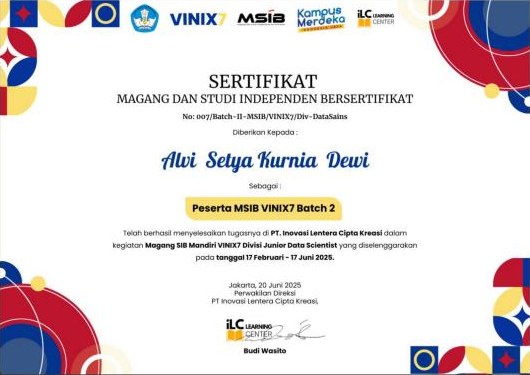 VINIX7 MSIB Kampus Merdeka INDONESIA JAYA iLC LEARNING CENTER
SERTIFIKAT
MAGANG DAN STUDI INDEPENDEN BERSERTIFIKAT
No: 007/Batch-II-MSIB/VINIX7/Div-DataSains
Diberikan Kepada :
Alvi Setya Kurnia Dewi
Sebagai :
Peserta MSIB VINIX7 Batch 2
Telah berhasil menyelesaikan tugasnya di PT. Inovasi Lentera Cipta Kreasi dalam
kegiatan Magang SIB Mandiri VINIX7 Divisi Junior Data Scientist yang diselenggarakan
pada tanggal 17 Februari - 17 Juni 2025.
Jakarta, 20 Juni 2025
Perwakilan Direksi
PT Inovasi Lentera Cipta Kreasi,
iLC LEARNING CENTER
Budi Wasito